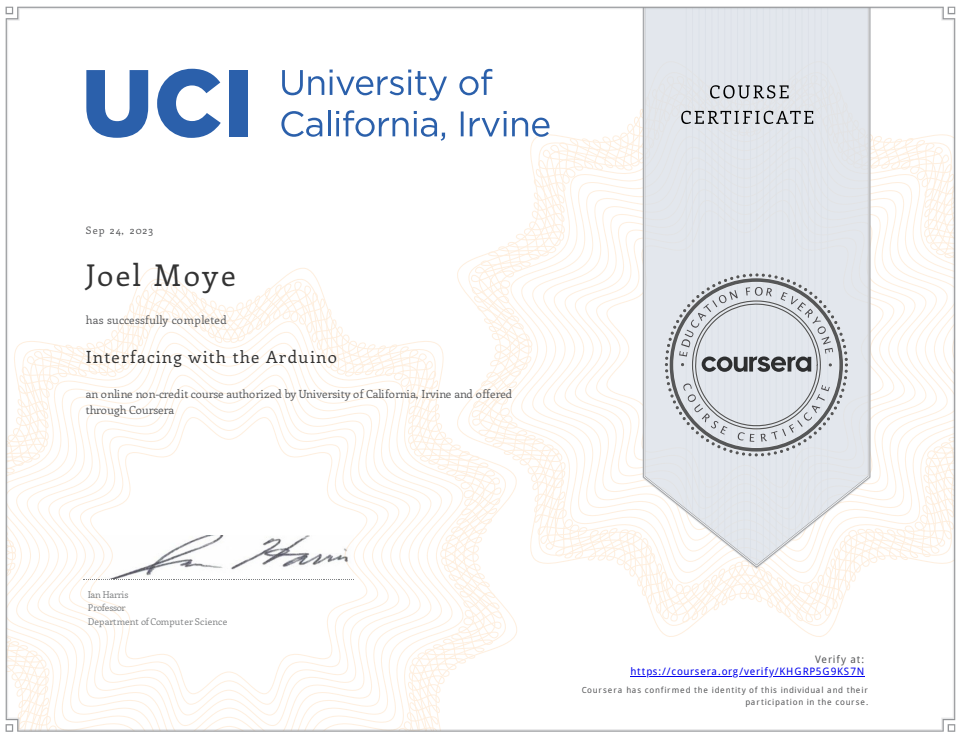 UCI
University of
California, Irvine
COURSE
CERTIFICATE
Sep 24, 2023
Joel Moye
has successfully completed
Interfacing with the Arduino
an online non-credit course authorized by University of California, Irvine and offered
through Coursera
EDUCATION FOR EVERYONE
coursera
COURSE CERTIFICATE
Ian Harris
Ian Harris
Professor
Department of Computer Science
Verify at:
https://coursera.org/verify/KHGRP5G9KS7N
Coursera has confirmed the identity of this individual and their
participation in the course.